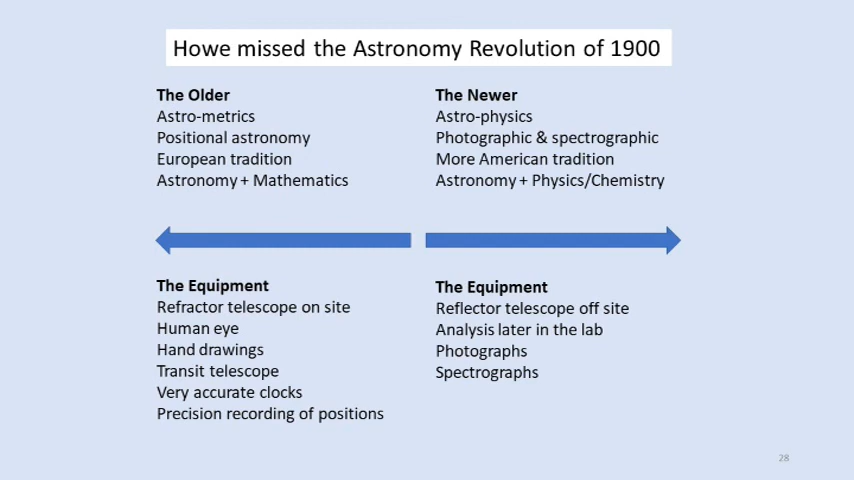 Howe missed the Astronomy Revolution of 1900
The Older
Astro-metrics
Positional astronomy
European tradition
Astronomy + Mathematics
The Newer
Astro-physics
Photographic & spectrographic
More American tradition
Astronomy + Physics/Chemistry
The Equipment
Refractor telescope on site
Human eye
Hand drawings
Transit telescope
Very accurate clocks
Precision recording of positions
The Equipment
Reflector telescope off site
Analysis later in the lab
Photographs
Spectrographs
28